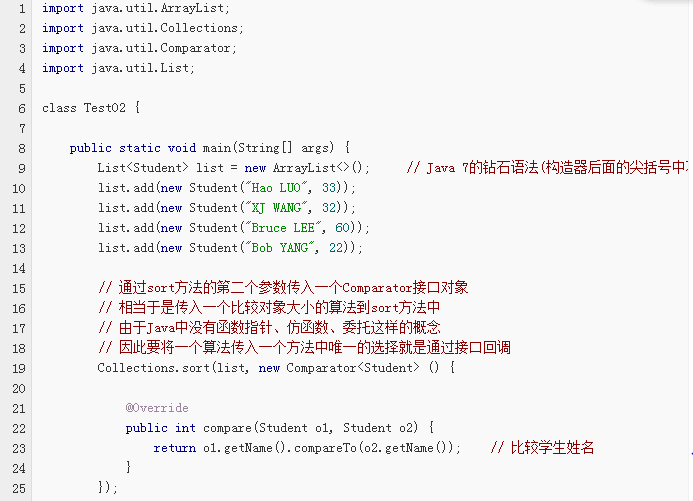 1 import java.util.ArrayList;
2 import java.util.Collections;
3 import java.util.Comparator;
4 import java.util.List;
5
6 class Test02 {
7
8 public static void main(String[] args) {
9 List<Student> list = new ArrayList<>(); // Java 7的钻石语法(构造器后面的尖括号中
10 list.add(new Student("Hao LUO", 33));
11 list.add(new Student("XJ WANG", 32));
12 list.add(new Student("Bruce LEE", 60));
13 list.add(new Student("Bob YANG", 22));
14
15 // 通过sort方法的第二个参数传入一个Comparator接口对象
16 // 相当于是传入一个比较对象大小的算法到sort方法中
17 // 由于Java中没有函数指针、仿函数、委托这样的概念
18 // 因此要将一个算法传入一个方法中唯一的选择就是通过接口回调
19 Collections.sort(list, new Comparator<Student> () {
20
21 @Override
22 public int compare(Student o1, Student o2) {
23 return o1.getName().compareTo(o2.getName()); // 比较学生姓名
24 }
25 });